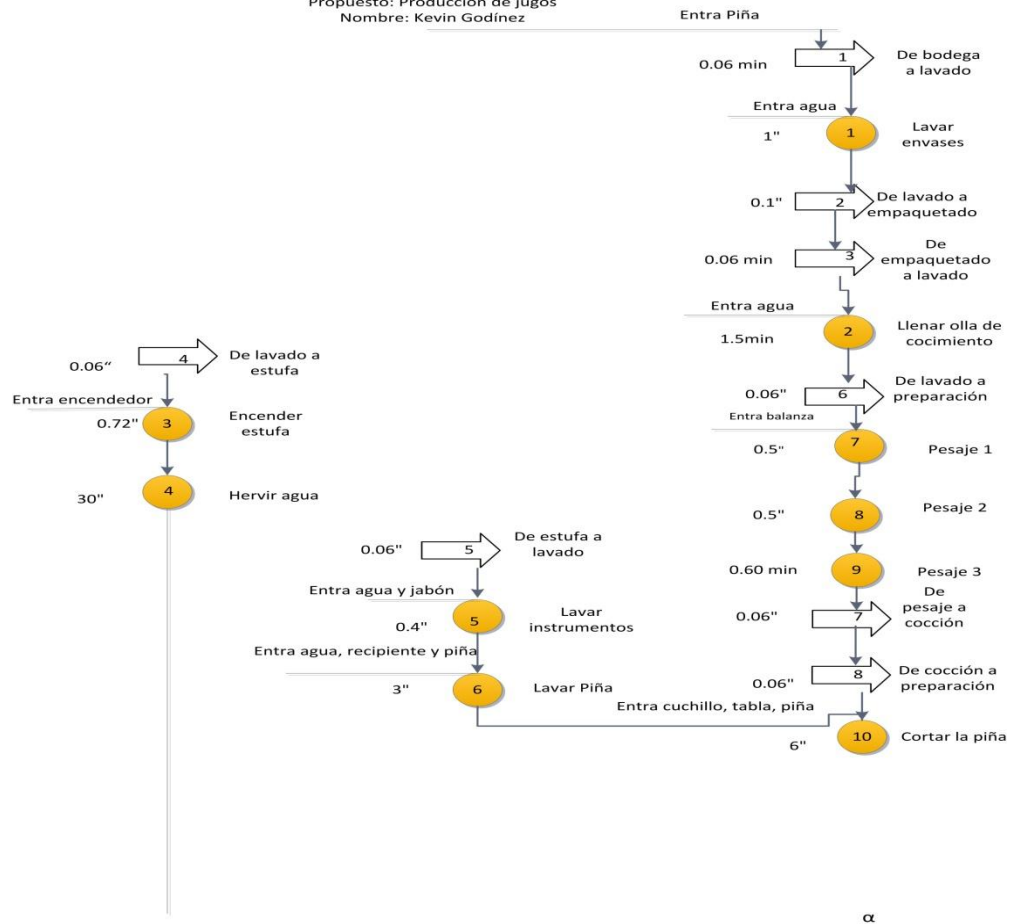 Propuesto: Producción de jugos
Nombre: Kevin Godínez
Entra Piña
0.06 min
1
De bodega
a lavado
Entra agua
1"
1
Lavar
envases
0.1"
2
De lavado a
empaquetado
0.06 min
3
De
empaquetado
a lavado
Entra agua
1.5min
2
Llenar olla de
cocimiento
0.06"
6
De lavado a
preparación
Entra balanza
0.5"
7
Pesaje 1
0.5"
8
Pesaje 2
0.60 min
9
Pesaje 3
0.06"
7
De
pesaje a
cocción
0.06"
8
De cocción a
preparación
Entra cuchillo, tabla, piña
6"
10
Cortar la piña
0.06“
4
De lavado a
estufa
Entra encendedor
0.72"
3
Encender
estufa
30"
4
Hervir agua
0.06"
5
De estufa a
lavado
Entra agua y jabón
0.4"
5
Lavar
instrumentos
Entra agua, recipiente y piña
3"
6
Lavar Piña
α